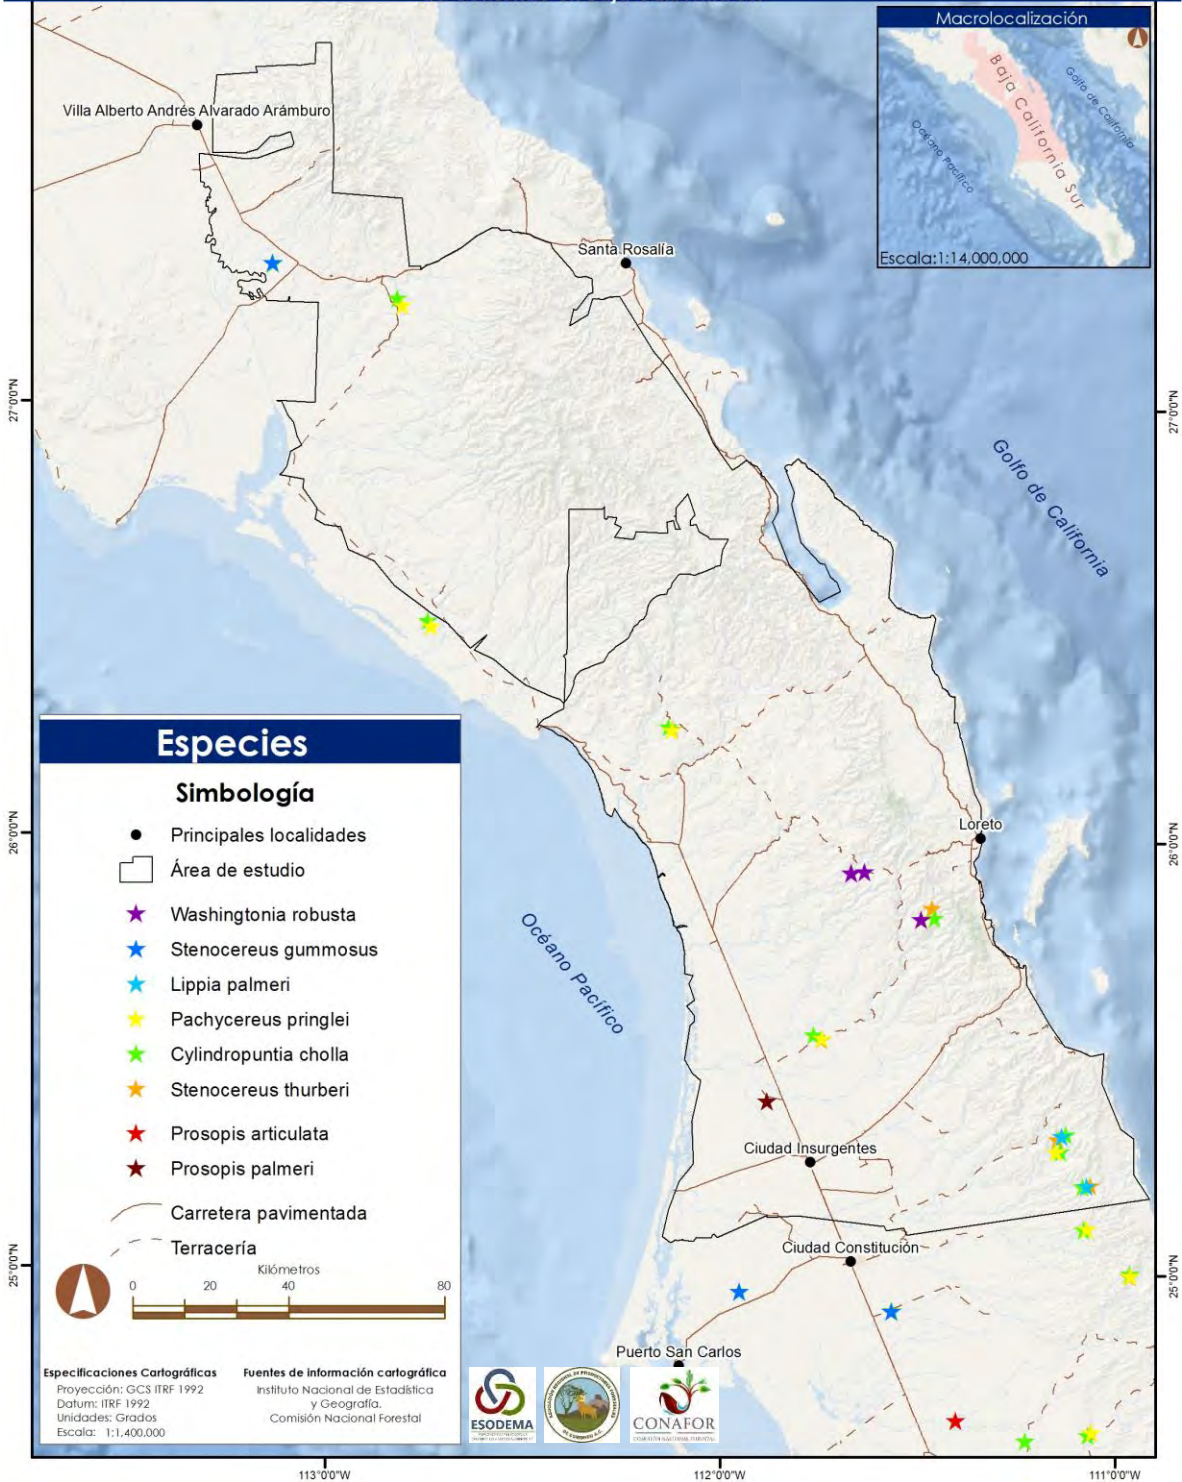 Macrolocalización
Baja California Sur
Golfo de California
Océano Pacífico
Escala:1:14,000,000
Villa Alberto Andrés Alvarado Arámburo
Santa Rosalía
27°0'0"N
27°0'0"N
Golfo de California
Especies
Simbología
Principales localidades
Área de estudio
Washingtonia robusta
Stenocereus gummosus
Lippia palmeri
Pachycereus pringlei
Cylindropuntia cholla
Stenocereus thurberi
Prosopis articulata
Prosopis palmeri
Carretera pavimentada
Terracería
Kilómetros
0 20 40 80
Especificaciones Cartográficas
Proyección: GCS ITRF 1992
Datum: ITRF 1992
Unidades: Grados
Escala: 1:1,400,000
Fuentes de información cartográfica
Instituto Nacional de Estadística
y Geografía.
Comisión Nacional Forestal
26°0'0"N
26°0'0"N
Loreto
Océano Pacífico
Ciudad Insurgentes
Ciudad Constitución
25°0'0"N
25°0'0"N
Puerto San Carlos
ESODEMA
CONAFOR
COMISIÓN NACIONAL FORESTAL
113°0'0"W
112°0'0"W
111°0'0"W